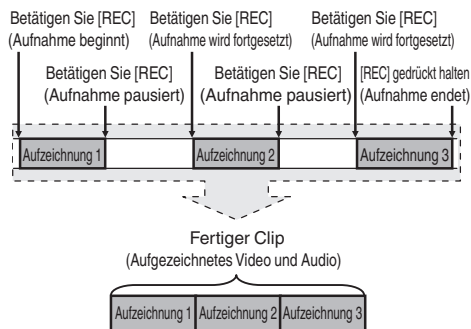 Betätigen Sie [REC]
(Aufnahme beginnt)
Betätigen Sie [REC]
(Aufnahme wird fortgesetzt)
Betätigen Sie [REC]
(Aufnahme wird fortgesetzt)
Betätigen Sie [REC]
(Aufnahme pausiert)
Betätigen Sie [REC]
(Aufnahme pausiert)
[REC] gedrückt halten
(Aufnahme endet)
Aufzeichnung 1
Aufzeichnung 2
Aufzeichnung 3
Fertiger Clip
(Aufgezeichnetes Video und Audio)
Aufzeichnung 1
Aufzeichnung 2
Aufzeichnung 3